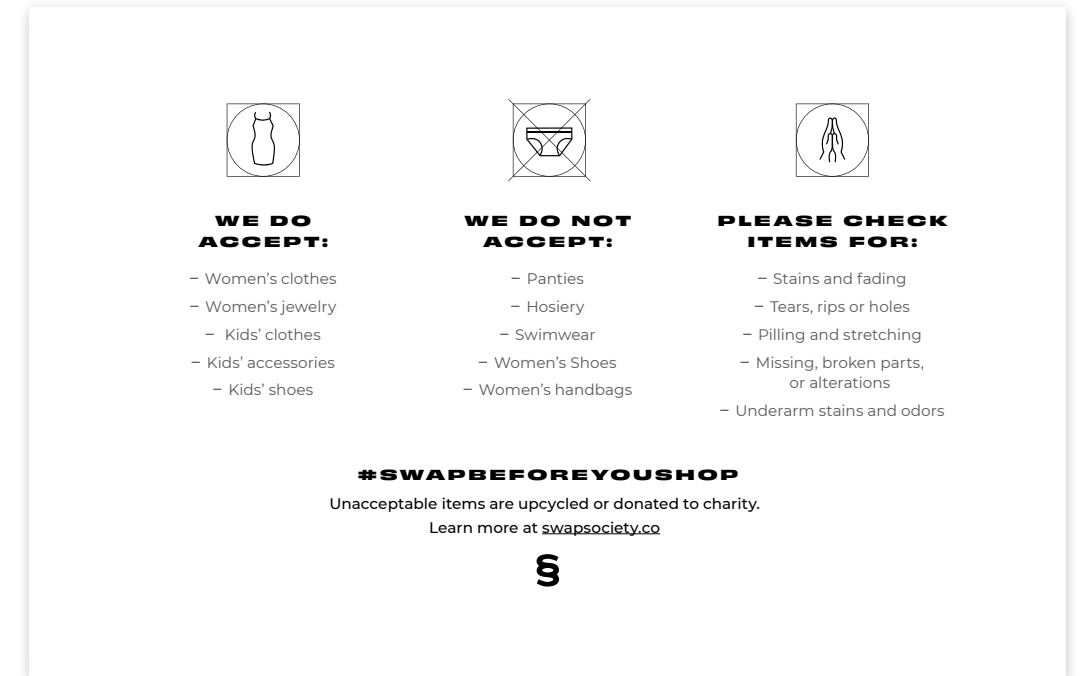 WE DO
ACCEPT:
– Women’s clothes
– Women’s jewelry
– Kids’ clothes
– Kids’ accessories
– Kids’ shoes
WE DO NOT
ACCEPT:
– Panties
– Hosiery
– Swimwear
– Women’s Shoes
– Women’s handbags
PLEASE CHECK
ITEMS FOR:
– Stains and fading
– Tears, rips or holes
– Pilling and stretching
– Missing, broken parts,
or alterations
– Underarm stains and odors
#SWAPBEFOREYOUSHOP
Unacceptable items are upcycled or donated to charity.
Learn more at swapsociety.co
§